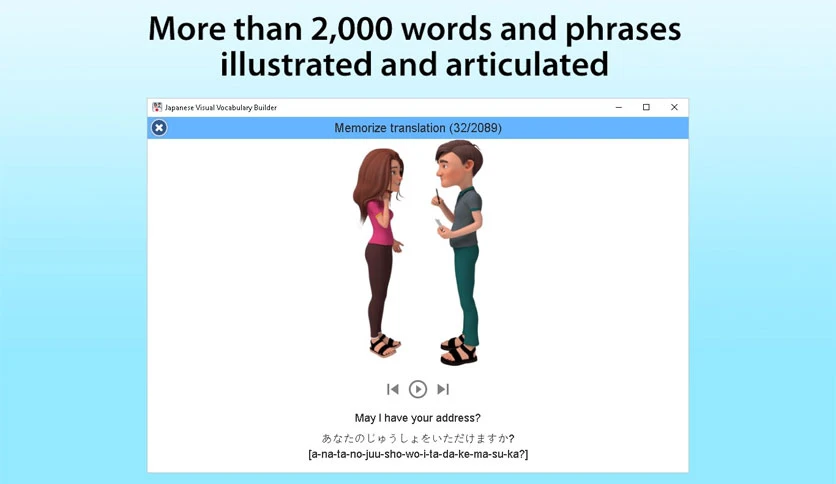 More than 2,000 words and phrases
illustrated and articulated
Japanese Visual Vocabulary Builder
Memorize translation (32/2089)
May I have your address?
あなたのじゅうしょをいただけますか?
[a-na-ta-no-juu-sho-wo-i-ta-da-ke-ma-su-ka?]